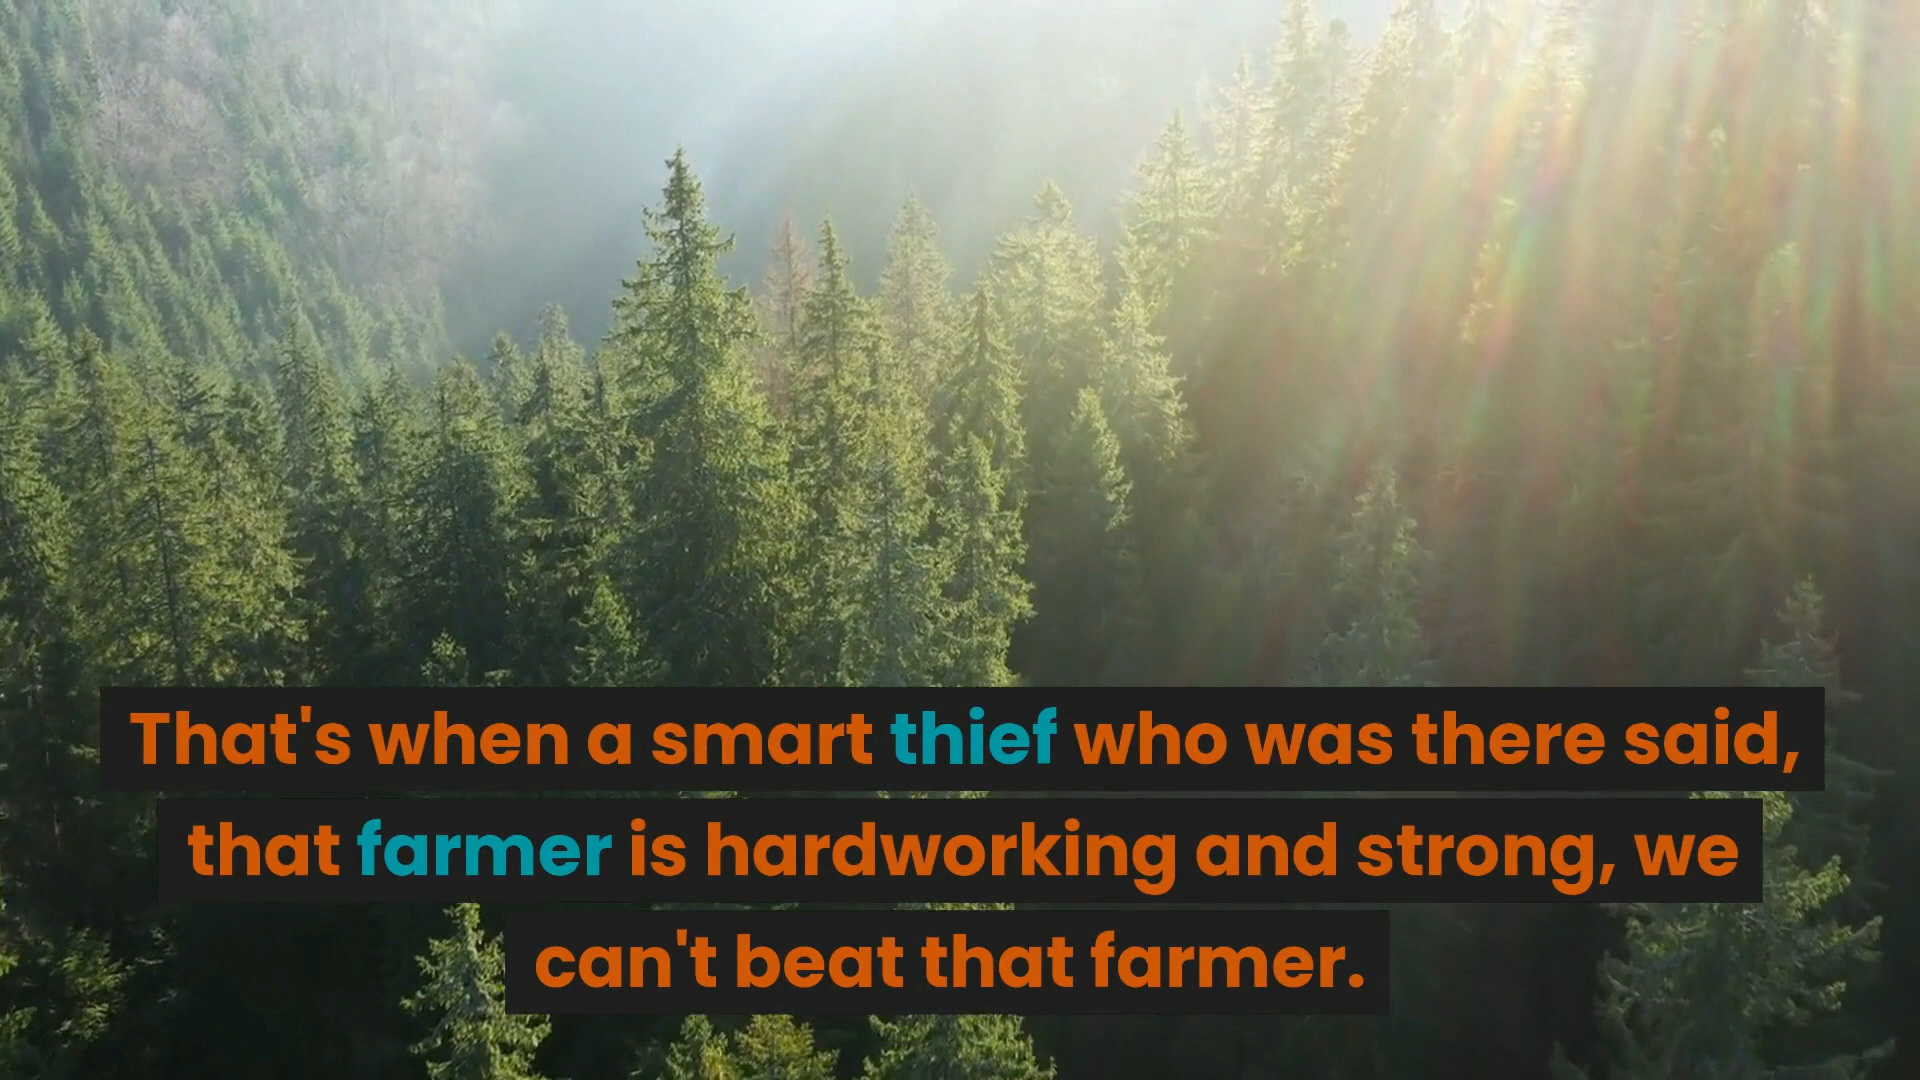 That's when a smart thief who was there said,
that farmer is hardworking and strong, we
can't beat that farmer.